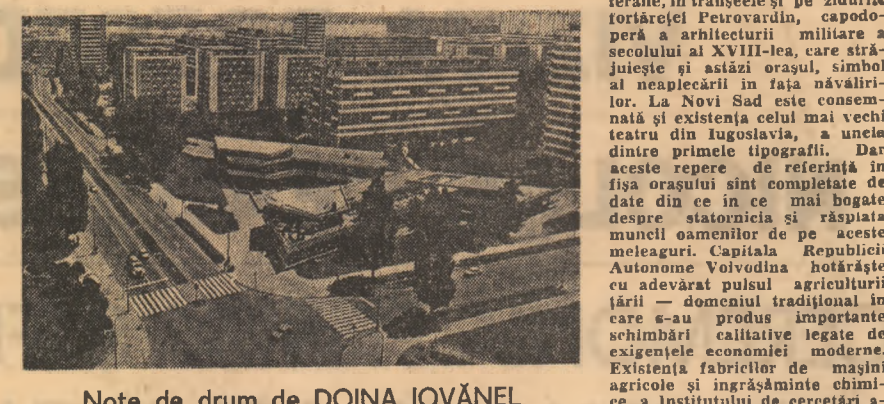 Note de drum de DOINA IOVĂNEL
terane, în tranșeele și pe zidurile
fortăreței Petrovardin, capodo-
peră a arhitecturii militare a
secolului al XVIII-lea, care stră-
juiește și astăzi orașul, simbol
al neaplecării în fața năvăliri-
lor. La Novi Sad este consem-
nată și existența celui mai vechi
teatru din Iugoslavia, a uneia
dintre primele tipografii. Dar
aceste repere de referință în
fișa orașului sînt completate de
date din ce în ce mai bogate
despre statornicia și răsplata
muncii oamenilor de pe aceste
meleaguri. Capitala Republicii
Autonome Voivodina hotărăște
cu adevărat pulsul agriculturii
țării — domeniul tradițional în
care s-au produs importante
schimbări calitative legate de
exigențele economiei moderne.
Existența fabricilor de mașini
agricole și îngrășăminte chimi-
ce, a Institutului de cercetări a-